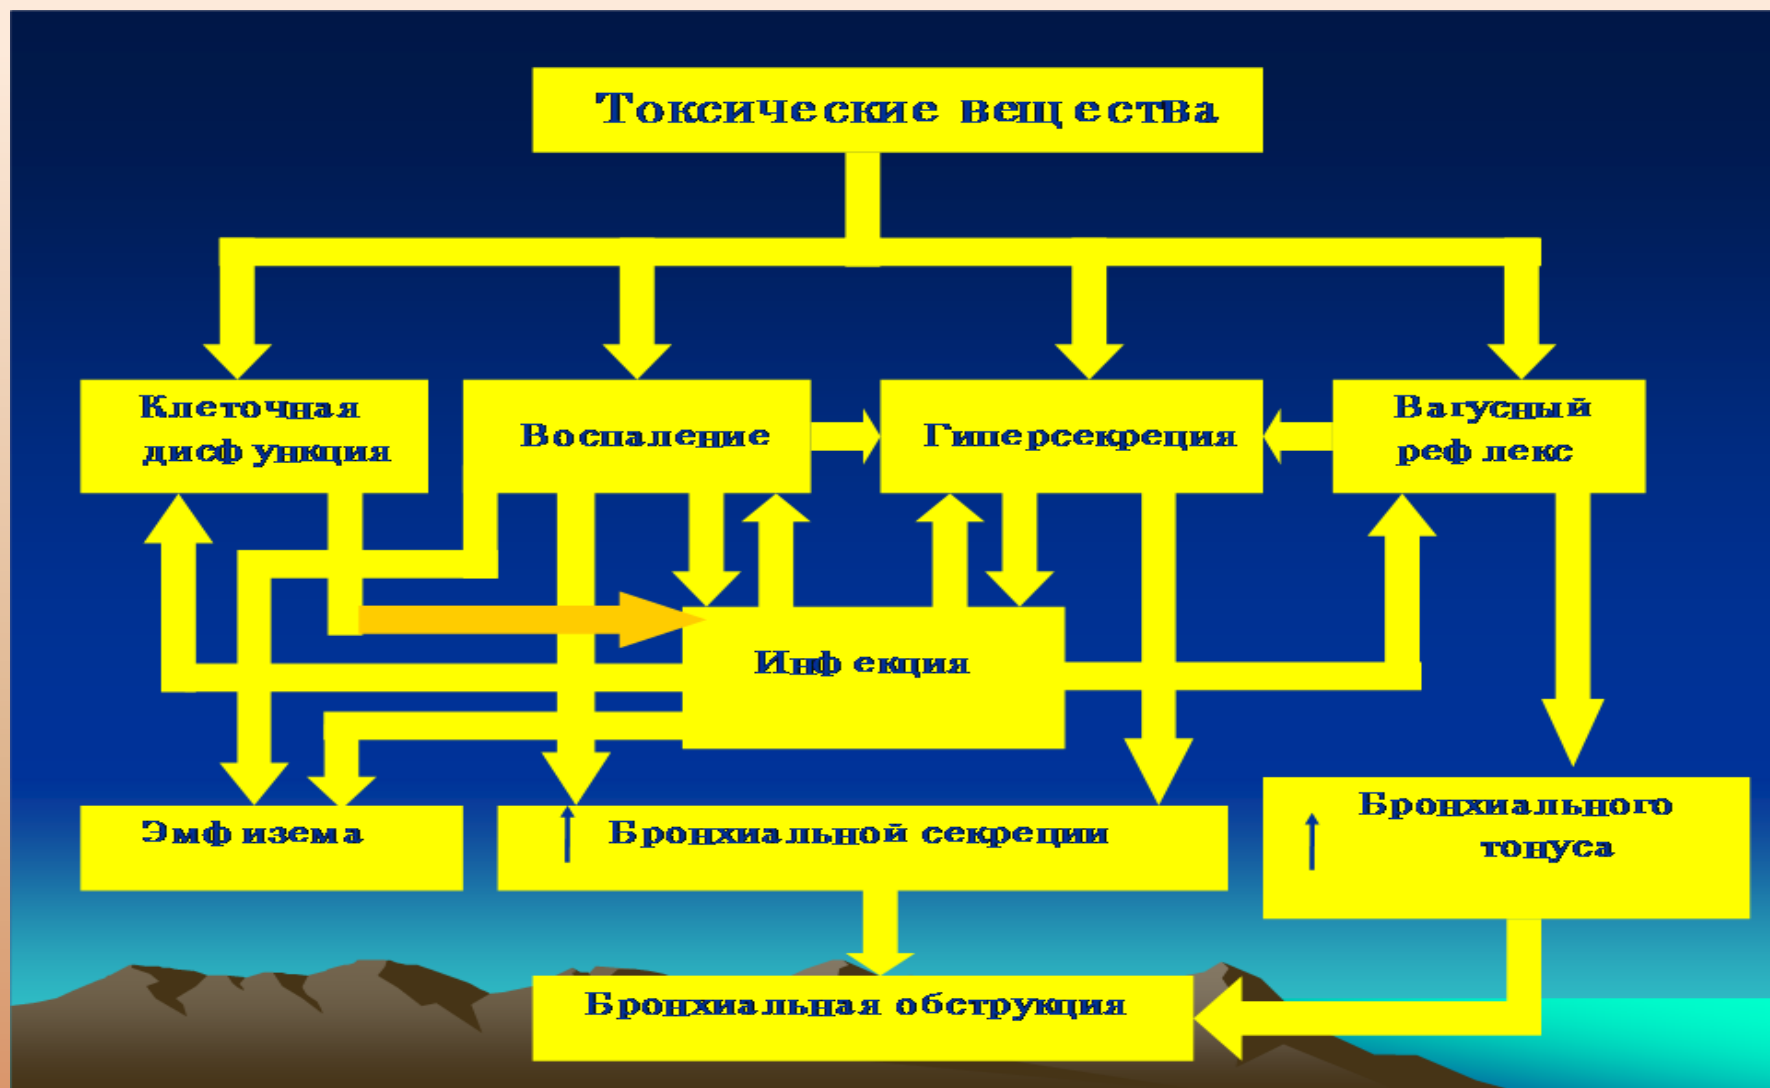 Токсические вещества
Клеточная
дисфункция
Воспаление
Гиперсекреция
Вагусный
рефлекс
Инфекция
Эмфизема
↑ Бронхиальной секреции
↑ Бронхиального
тонуса
Бронхиальная обструкция